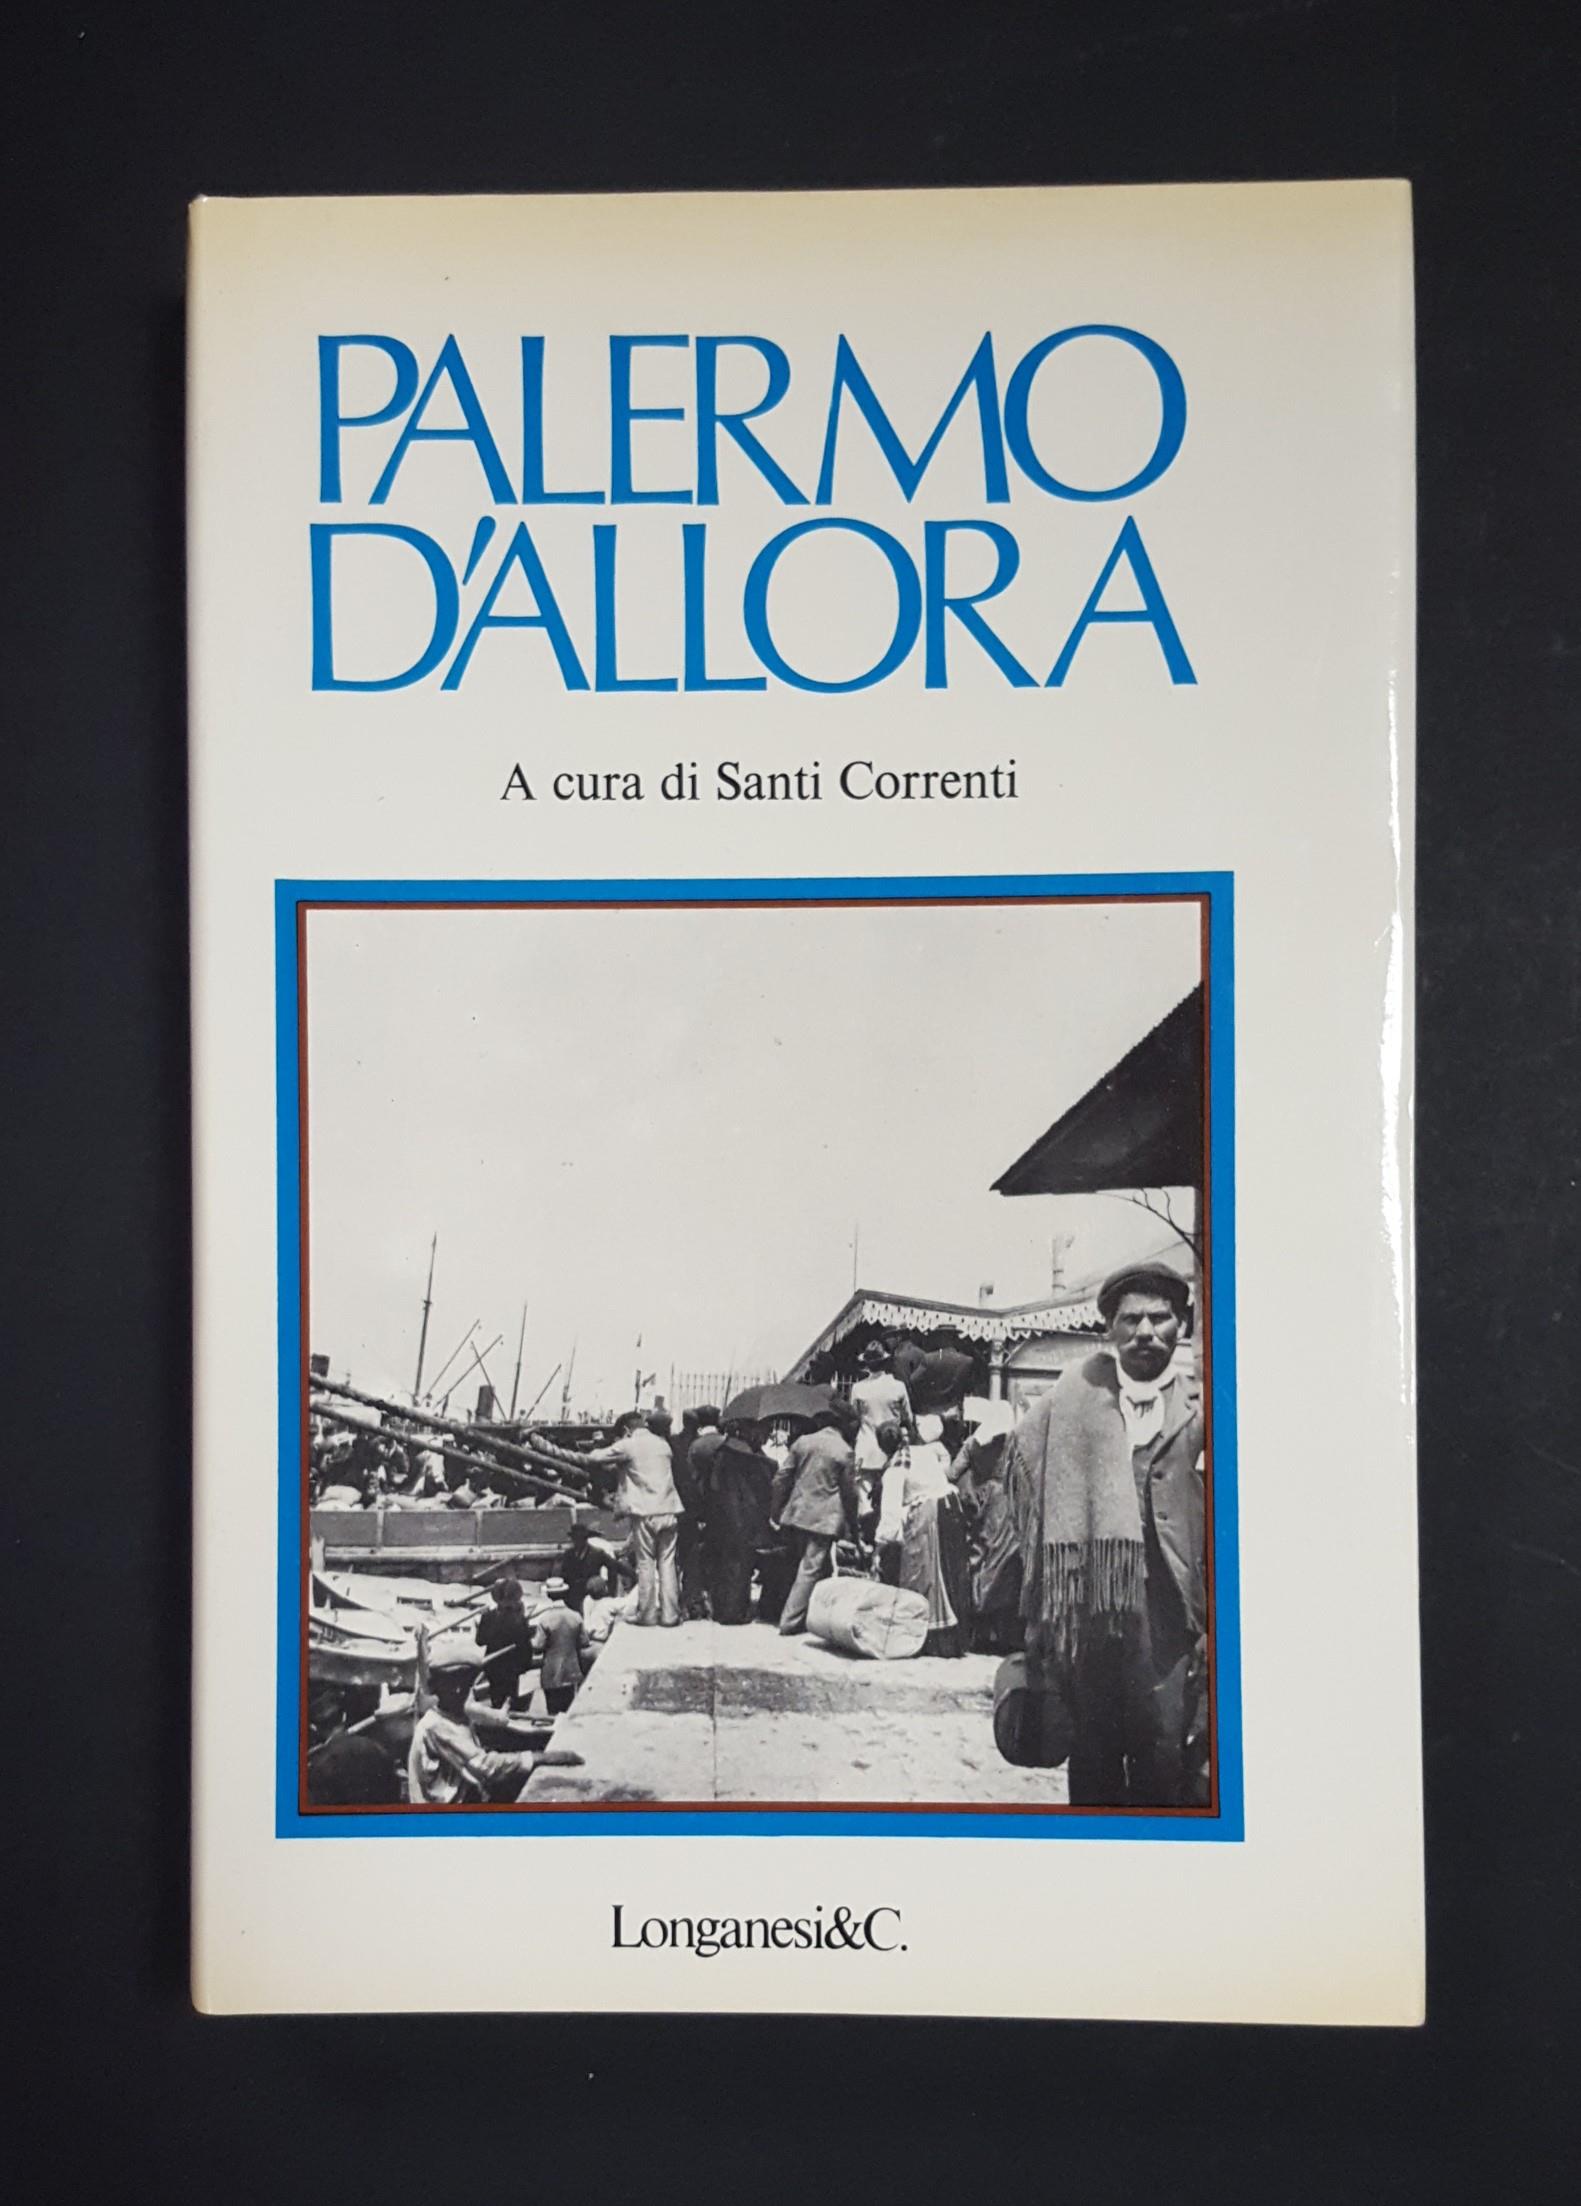 PALERMO
D'ALLORA
A cura di Santi Correnti
Longanesi&C.